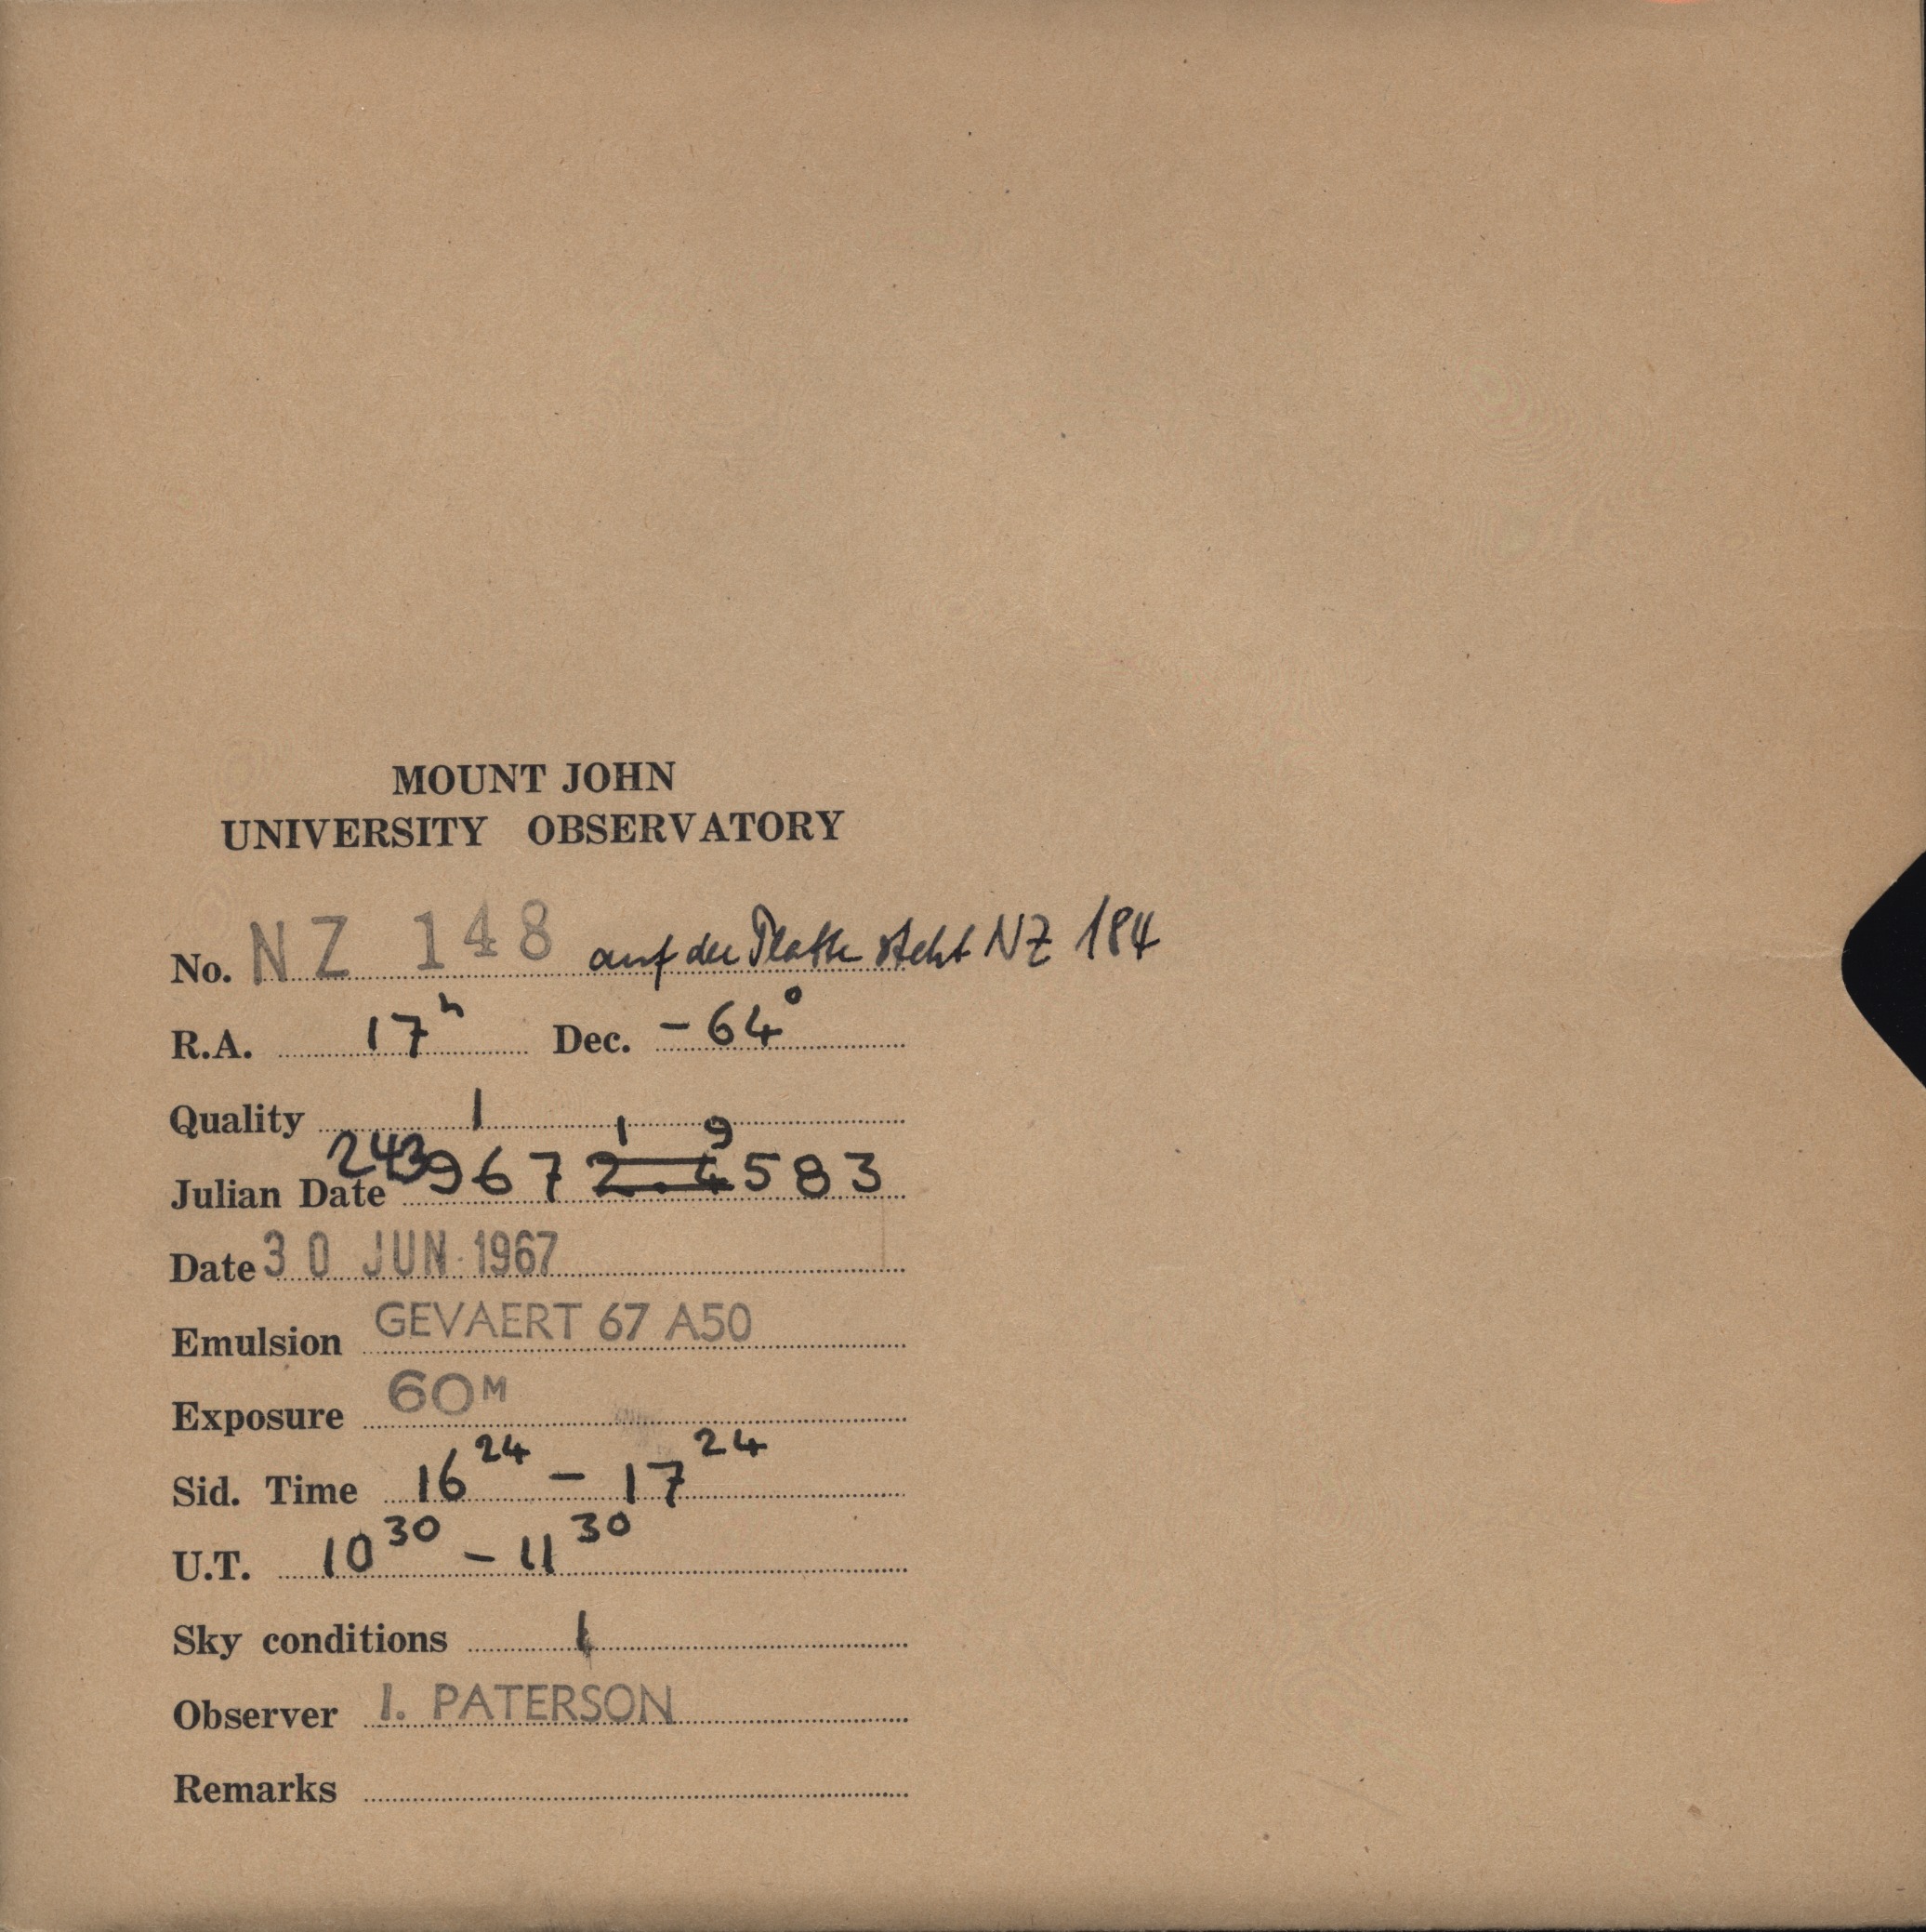 MOUNT JOHN
UNIVERSITY OBSERVATORY
No. NZ 148 auf der Platte steht NZ 184
R.A. 17h Dec. -64°
Quality 1
1 9
Julian Date 2439672.4583
Date 30 JUN 1967
Emulsion GEVAERT 67 A50
Exposure 60M
Sid. Time 16 24 - 17 24
U.T. 10 30 - 11 30
Sky conditions 1
Observer I. PATERSON
Remarks